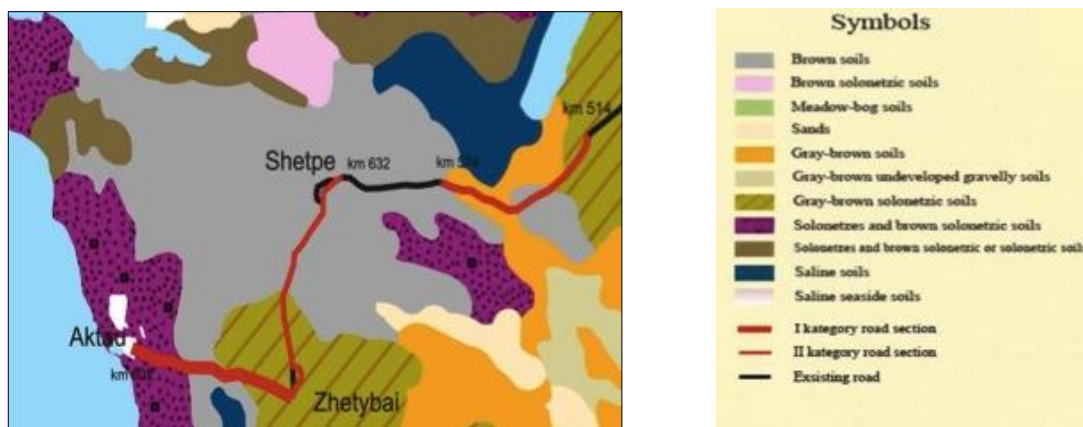 km 514
Shetpe
km 632
km
Aktau
km
Zhetybai
Symbols
Brown soils
Brown solonetzic soils
Meadow-bog soils
Sands
Gray-brown soils
Gray-brown undeveloped gravelly soils
Gray-brown solonetzic soils
Solonetzes and brown solonetzic soils
Solonetzes and brown solonetzic or solonetzic soils
Saline soils
Saline seaside soils
I kategory road section
II kategory road section
Exsisting road